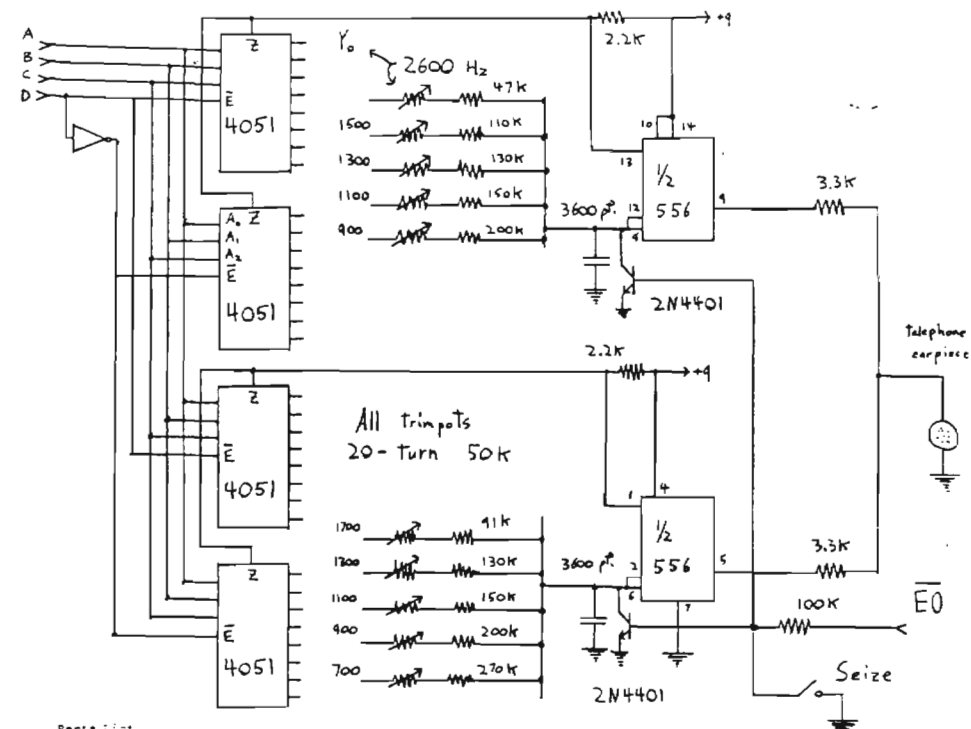 A
B
C
D
Z
E̅
4051
Z
A₀
A₁
A₂
E̅
4051
Z
E̅
4051
Z
E̅
4051
Y₀
2600 Hz
47K
1500
110K
1300
130K
1100
150K
900
200K
All trimpots
20-turn 50K
1700
91K
1300
130K
1100
150K
900
200K
700
270K
2.2K
+9
10
14
13
1/2
556
12
8
9
3600 pf.
2N4401
3.3K
2.2K
+9
1
4
1/2
556
2
6
5
7
3600 pf.
2N4401
3.3K
telephone
earpiece
100K
E̅O̅
Seize